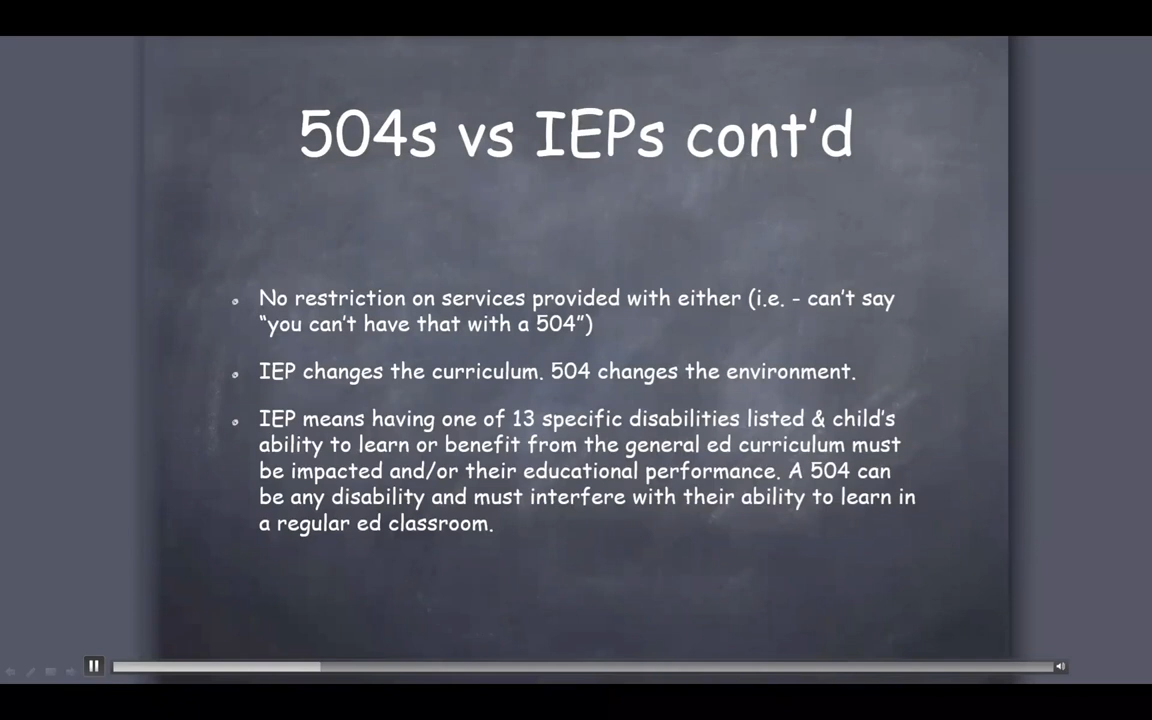 504s vs IEPs cont'd
No restriction on services provided with either (i.e. - can't say
"you can't have that with a 504")
IEP changes the curriculum. 504 changes the environment.
IEP means having one of 13 specific disabilities listed & child's
ability to learn or benefit from the general ed curriculum must
be impacted and/or their educational performance. A 504 can
be any disability and must interfere with their ability to learn in
a regular ed classroom.